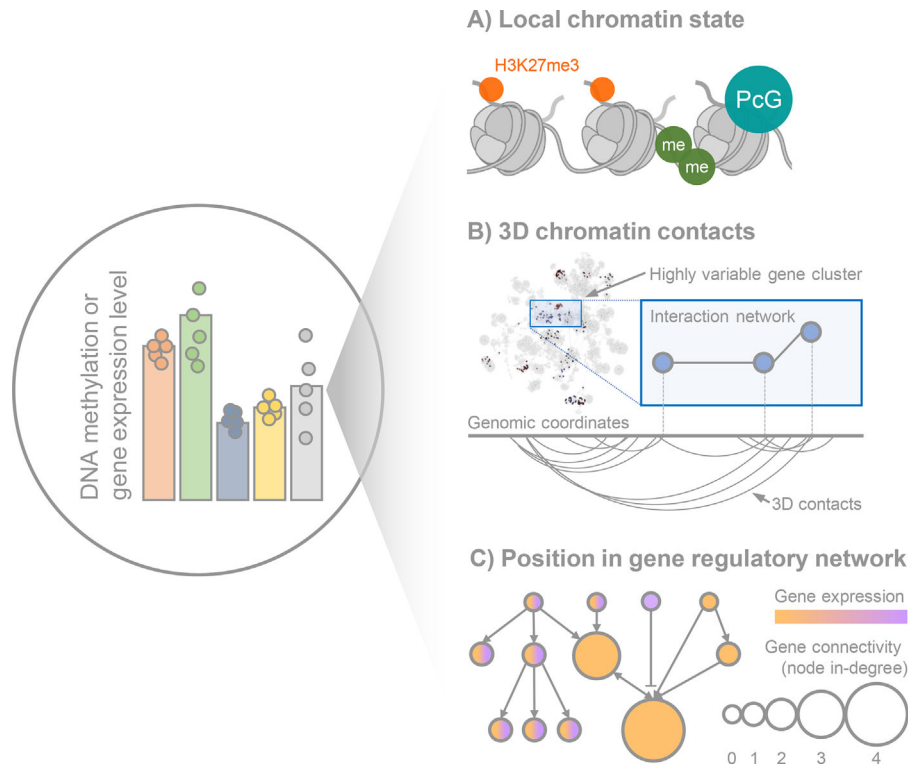 DNA methylation or
gene expression level
A) Local chromatin state
H3K27me3
PcG
me
me
B) 3D chromatin contacts
Highly variable gene cluster
Interaction network
Genomic coordinates
3D contacts
C) Position in gene regulatory network
Gene expression
Gene connectivity
(node in-degree)
0 1 2 3 4